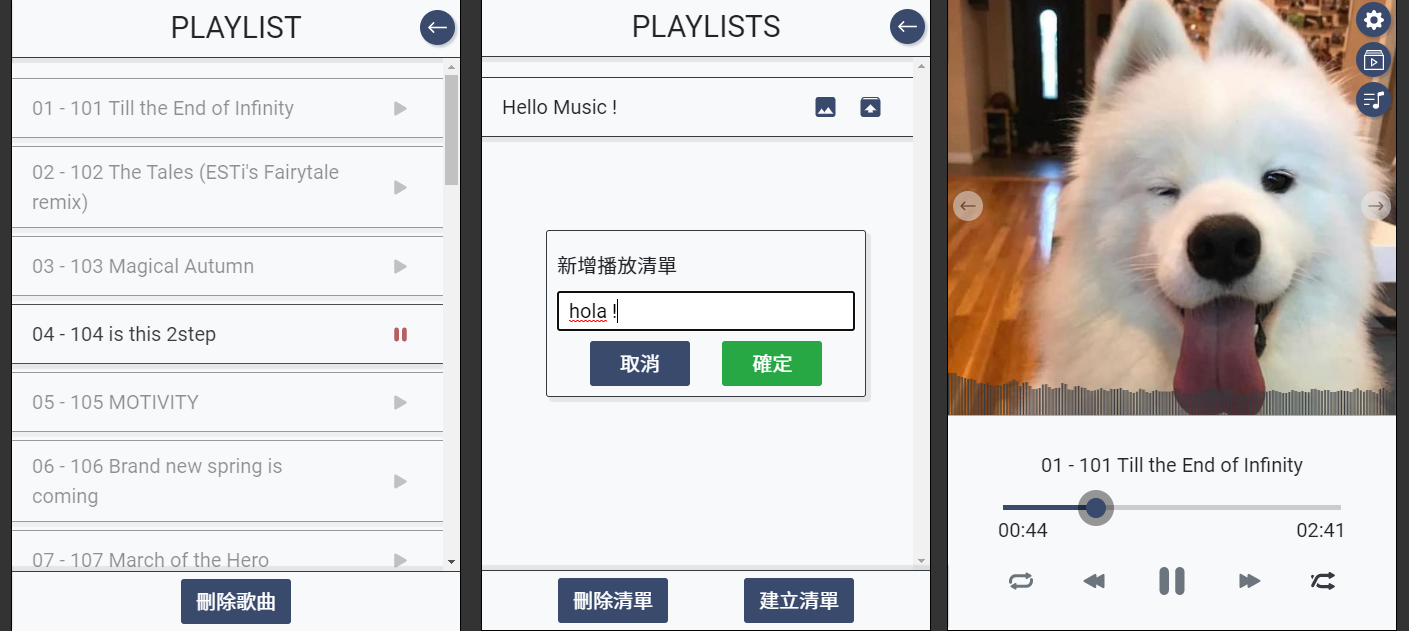 PLAYLIST
01 - 101 Till the End of Infinity
02 - 102 The Tales (ESTi's Fairytale
remix)
03 - 103 Magical Autumn
04 - 104 is this 2step
05 - 105 MOTIVITY
06 - 106 Brand new spring is
coming
07 - 107 March of the Hero
刪除歌曲
PLAYLISTS
Hello Music !
新增播放清單
hola !
取消 確定
刪除清單 建立清單
01 - 101 Till the End of Infinity
00:44 02:41